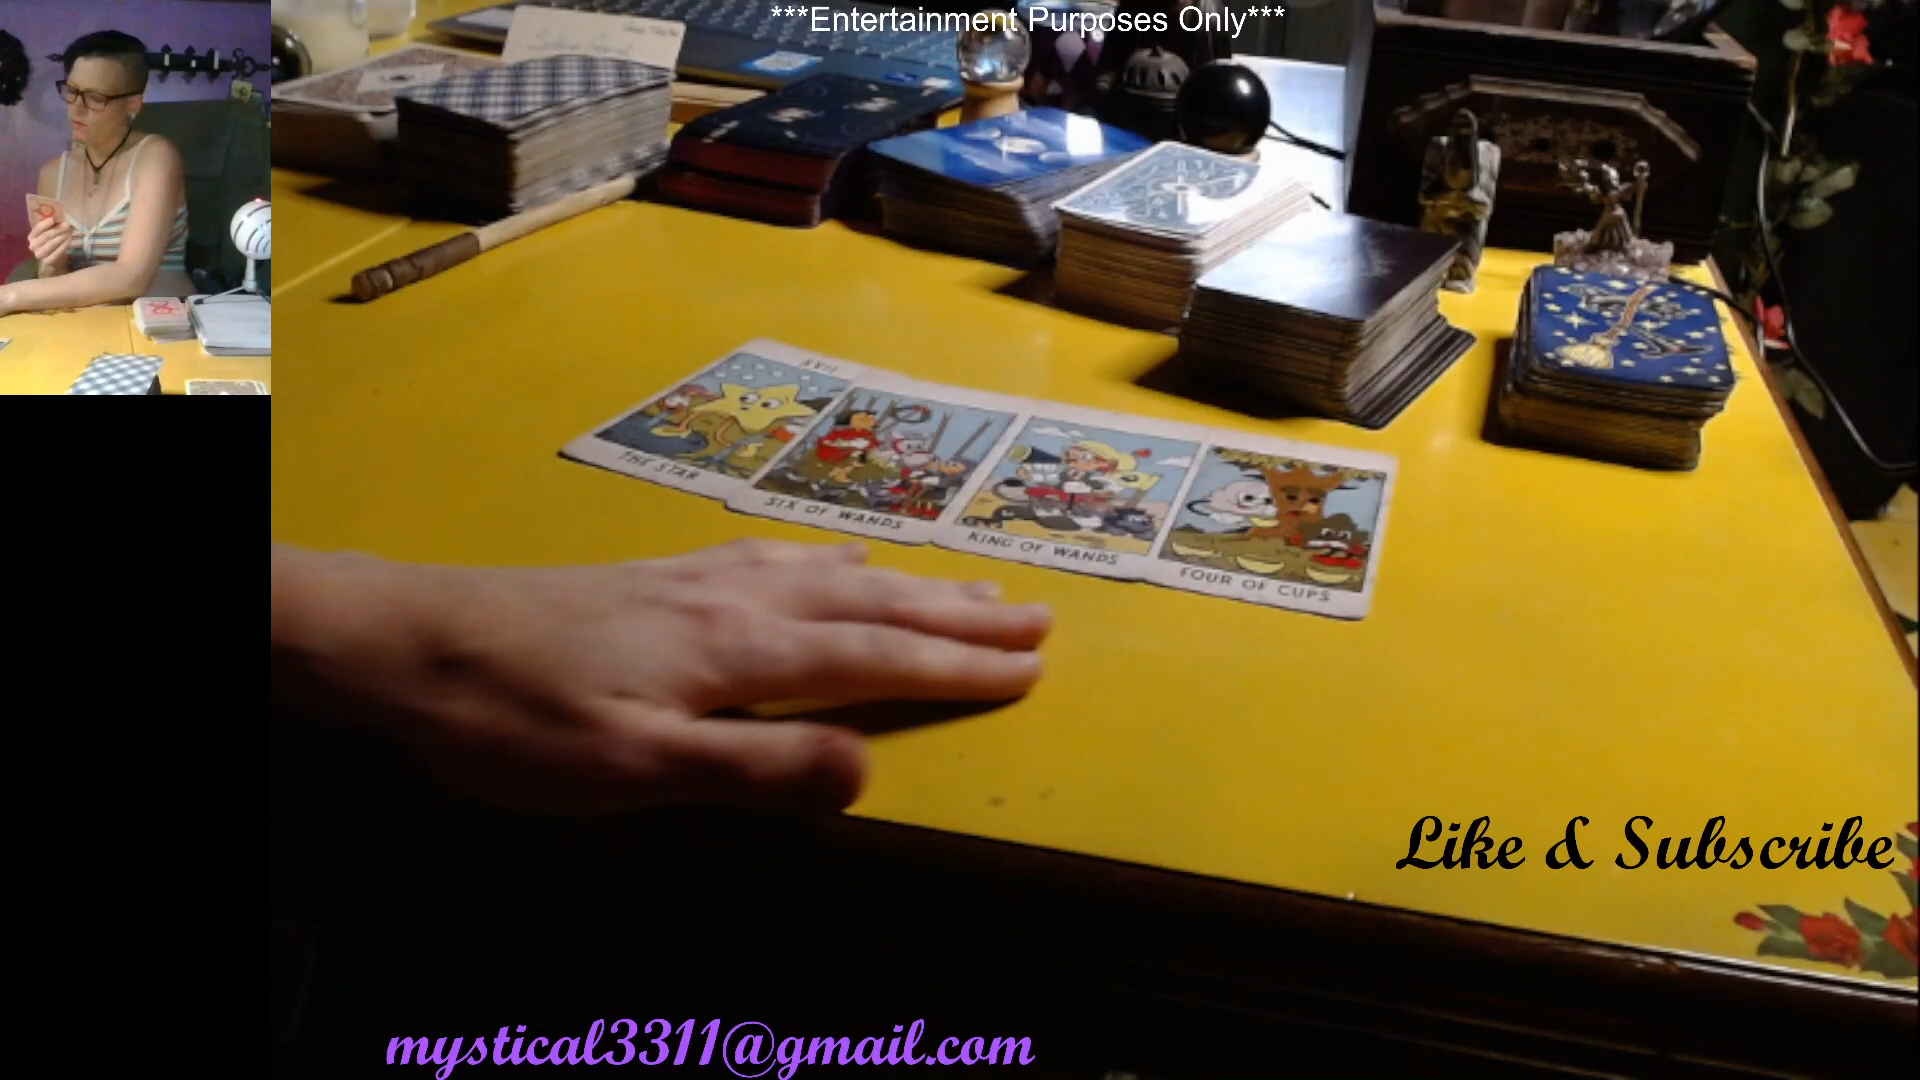 ***Entertainment Purposes Only***
XVII
THE STAR
SIX OF WANDS
KING OF WANDS
FOUR OF CUPS
Like & Subscribe
mystical3311@gmail.com